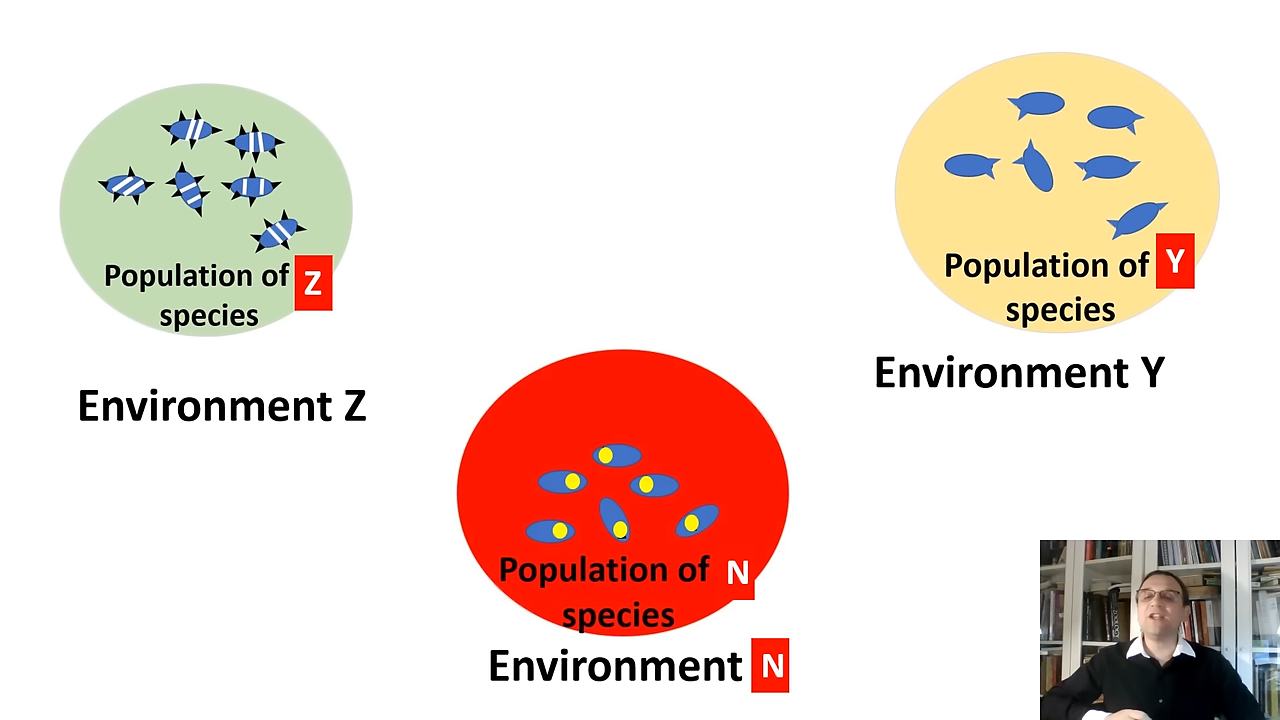 Population of Z
species
Environment Z
Population of Y
species
Environment Y
Population of N
species
Environment N